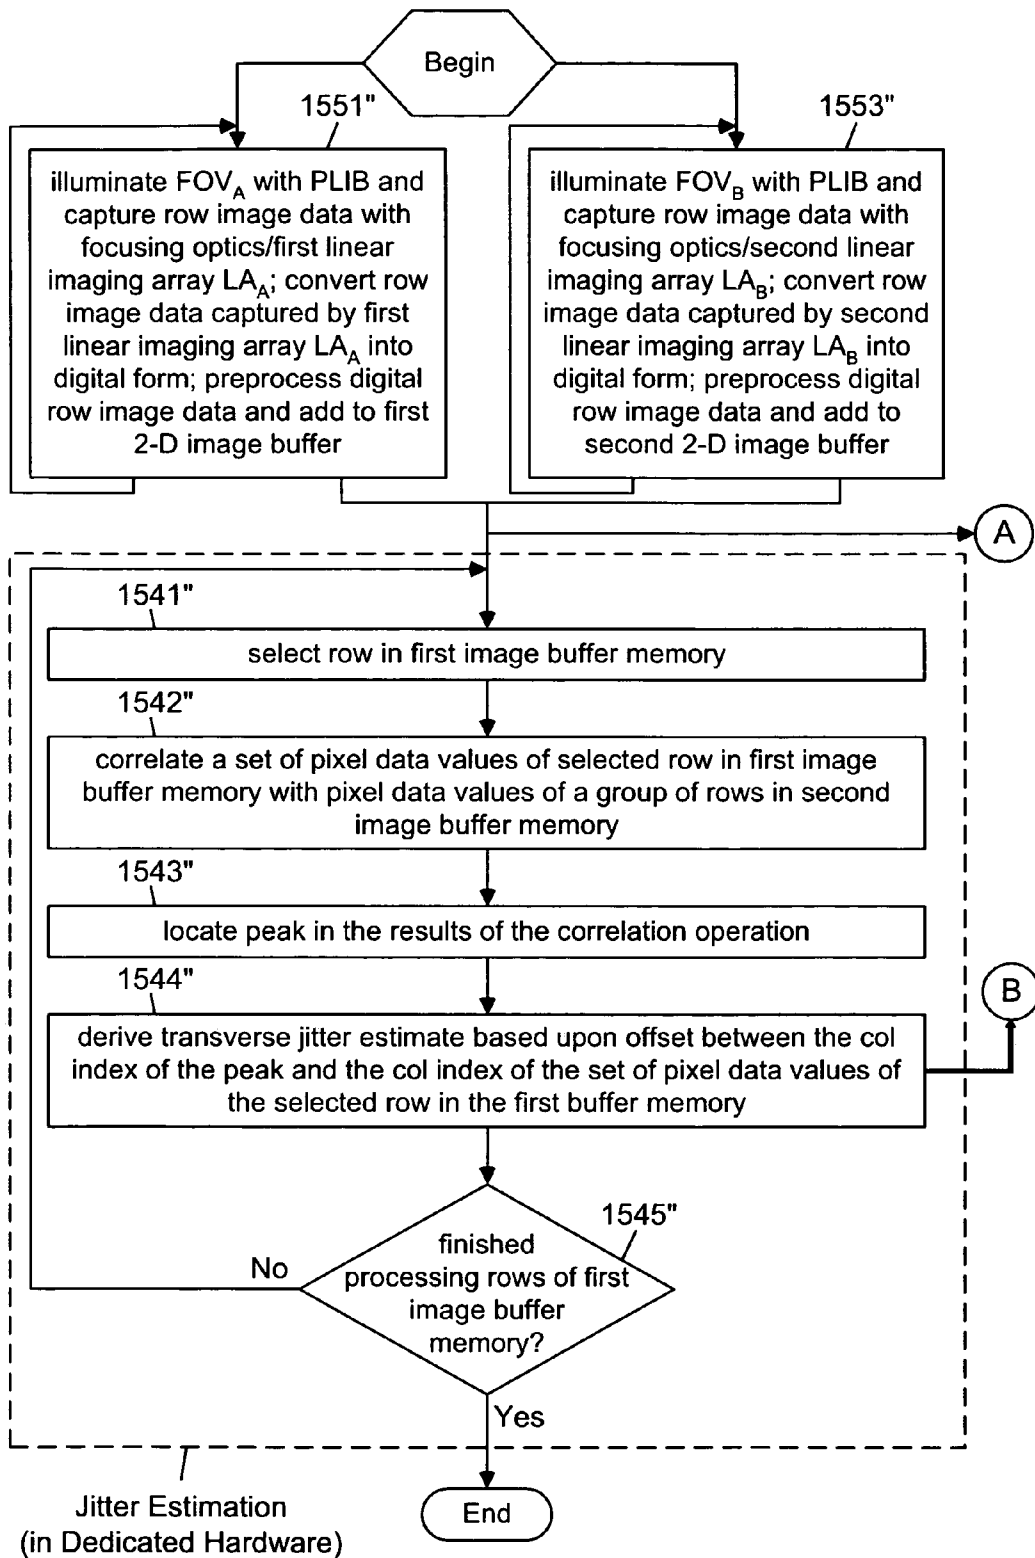 Begin
1551"
1553"
illuminate FOV_A with PLIB and
capture row image data with
focusing optics/first linear
imaging array LA_A; convert row
image data captured by first
linear imaging array LA_A into
digital form; preprocess digital
row image data and add to first
2-D image buffer
illuminate FOV_B with PLIB and
capture row image data with
focusing optics/second linear
imaging array LA_B; convert row
image data captured by second
linear imaging array LA_B into
digital form; preprocess digital
row image data and add to
second 2-D image buffer
A
1541"
select row in first image buffer memory
1542"
correlate a set of pixel data values of selected row in first image
buffer memory with pixel data values of a group of rows in second
image buffer memory
1543"
locate peak in the results of the correlation operation
1544"
B
derive transverse jitter estimate based upon offset between the col
index of the peak and the col index of the set of pixel data values of
the selected row in the first buffer memory
1545"
finished
processing rows of first
image buffer
memory?
No
Yes
End
Jitter Estimation
(in Dedicated Hardware)